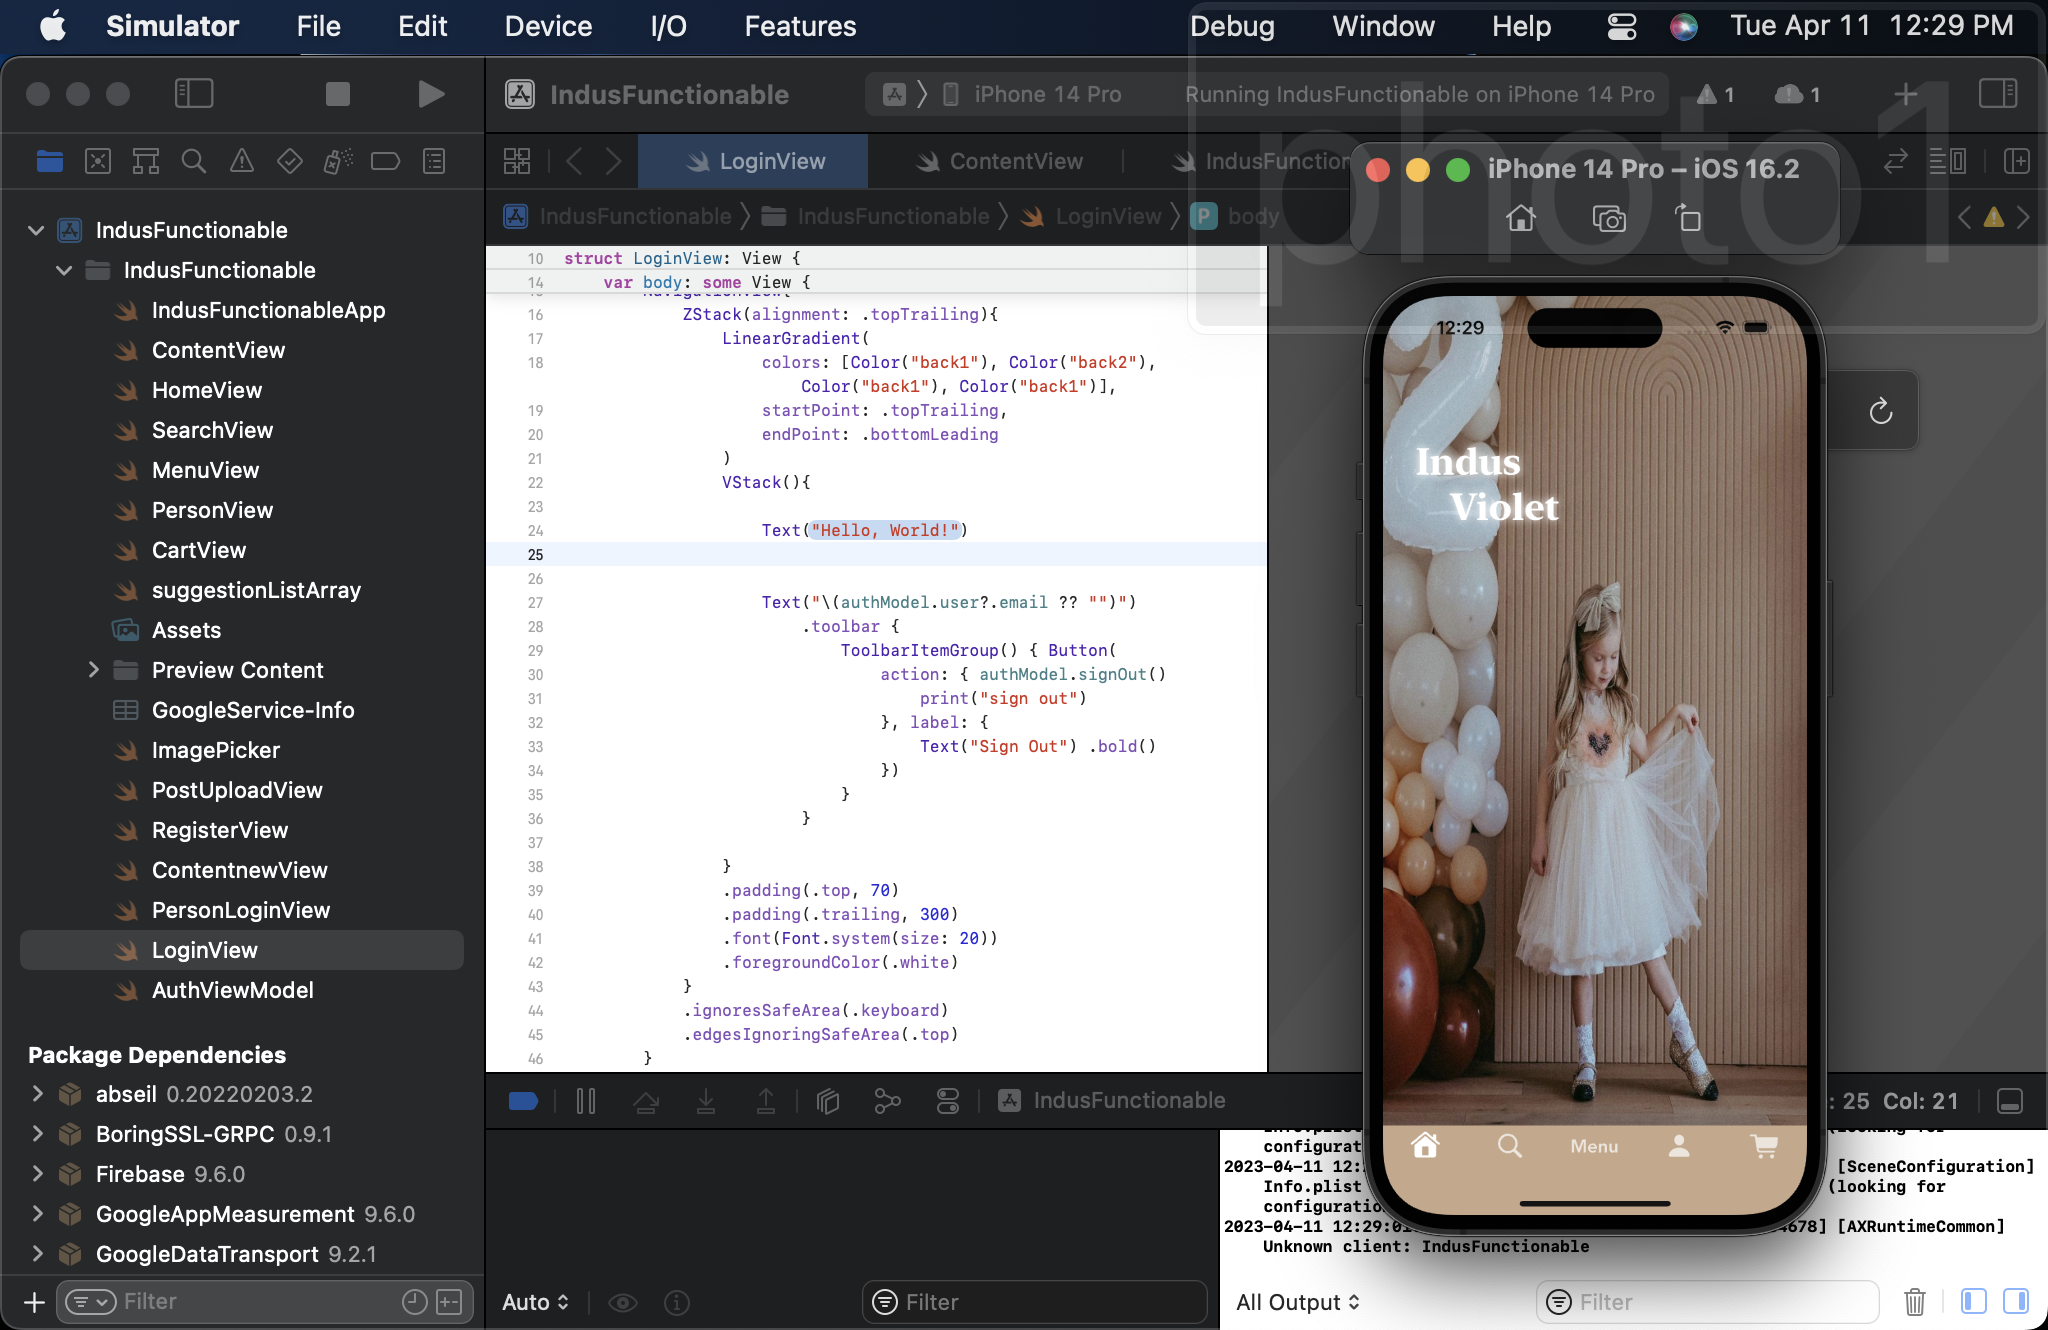 Simulator File Edit Device I/O Features Debug Window Help Tue Apr 11 12:29 PM
photo1
IndusFunctionable
iPhone 14 Pro
Running IndusFunctionable on iPhone 14 Pro
1 1
LoginView ContentView IndusFunction
IndusFunctionable IndusFunctionable LoginView P body
iPhone 14 Pro – iOS 16.2
IndusFunctionable
IndusFunctionable
IndusFunctionableApp
ContentView
HomeView
SearchView
MenuView
PersonView
CartView
suggestionListArray
Assets
Preview Content
GoogleService-Info
ImagePicker
PostUploadView
RegisterView
ContentnewView
PersonLoginView
LoginView
AuthViewModel
Package Dependencies
abseil 0.20220203.2
BoringSSL-GRPC 0.9.1
Firebase 9.6.0
GoogleAppMeasurement 9.6.0
GoogleDataTransport 9.2.1
Filter
10 struct LoginView: View {
14 var body: some View {
16 ZStack(alignment: .topTrailing){
17 LinearGradient(
18 colors: [Color("back1"), Color("back2"),
Color("back1"), Color("back1")],
19 startPoint: .topTrailing,
20 endPoint: .bottomLeading
21 )
22 VStack(){
23
24 Text("Hello, World!")
25
26
27 Text("\(authModel.user?.email ?? "")")
28 .toolbar {
29 ToolbarItemGroup() { Button(
30 action: { authModel.signOut()
31 print("sign out")
32 }, label: {
33 Text("Sign Out") .bold()
34 })
35 }
36 }
37
38 }
39 .padding(.top, 70)
40 .padding(.trailing, 300)
41 .font(Font.system(size: 20))
42 .foregroundColor(.white)
43 }
44 .ignoresSafeArea(.keyboard)
45 .edgesIgnoringSafeArea(.top)
46 }
12:29
Indus
Violet
Menu
IndusFunctionable
: 25 Col: 21
2023-04-11 12: [SceneConfiguration]
Info.plist (looking for
2023-04-11 12:29:0 4678] [AXRuntimeCommon]
Unknown client: IndusFunctionable
Auto
Filter
All Output
Filter